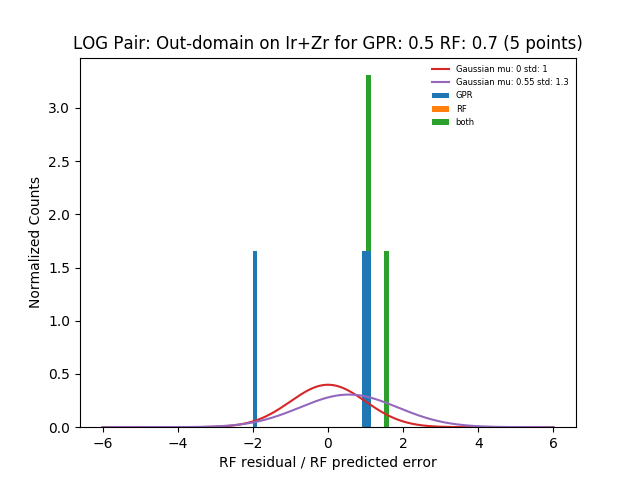 LOG Pair: Out-domain on Ir+Zr for GPR: 0.5 RF: 0.7 (5 points)
Gaussian mu: 0 std: 1
Gaussian mu: 0.55 std: 1.3
GPR
RF
both
Normalized Counts
3.0
2.5
2.0
1.5
1.0
0.5
0.0
−6 −4 −2 0 2 4 6
RF residual / RF predicted error